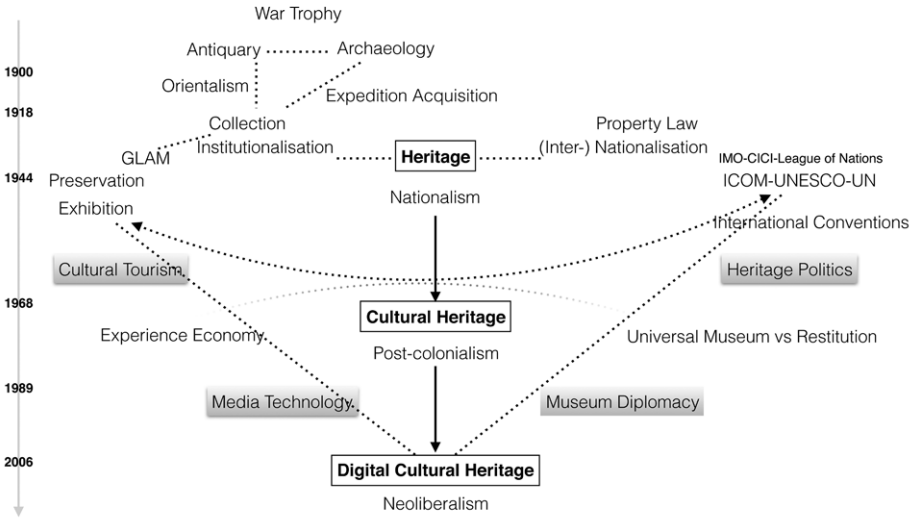 War Trophy
Antiquary
Archaeology
1900
Orientalism
Expedition Acquisition
1918
Collection
Institutionalisation
Property Law
(Inter-) Nationalisation
Heritage
GLAM
IMO-CICI-League of Nations
1944
Preservation
ICOM-UNESCO-UN
Nationalism
Exhibition
International Conventions
Cultural Tourism
Heritage Politics
1968
Cultural Heritage
Experience Economy
Universal Museum vs Restitution
Post-colonialism
1989
Media Technology
Museum Diplomacy
2006
Digital Cultural Heritage
Neoliberalism